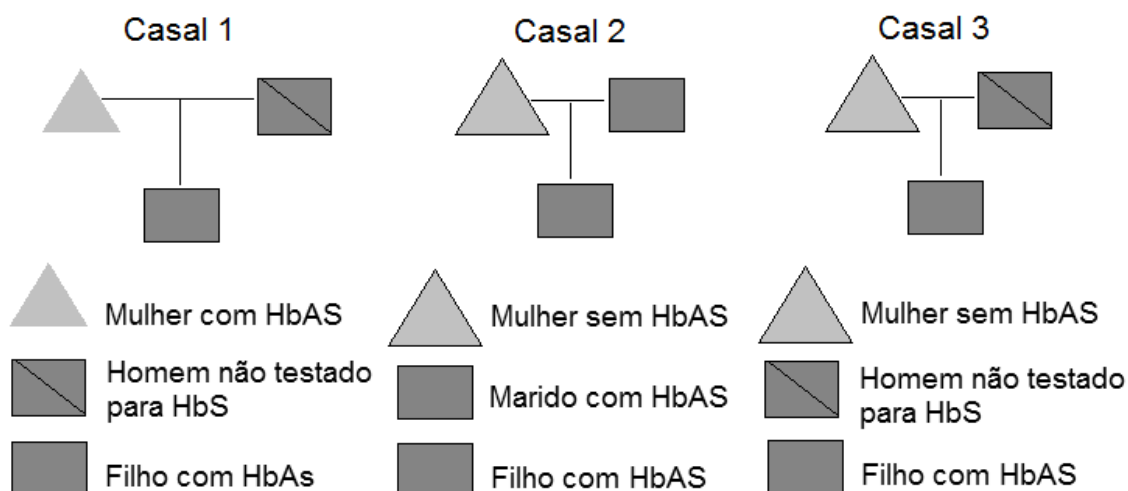 Casal 1
Casal 2
Casal 3
Mulher com HbAS
Homem não testado
para HbS
Filho com HbAs
Mulher sem HbAS
Marido com HbAS
Filho com HbAS
Mulher sem HbAS
Homem não testado
para HbS
Filho com HbAS